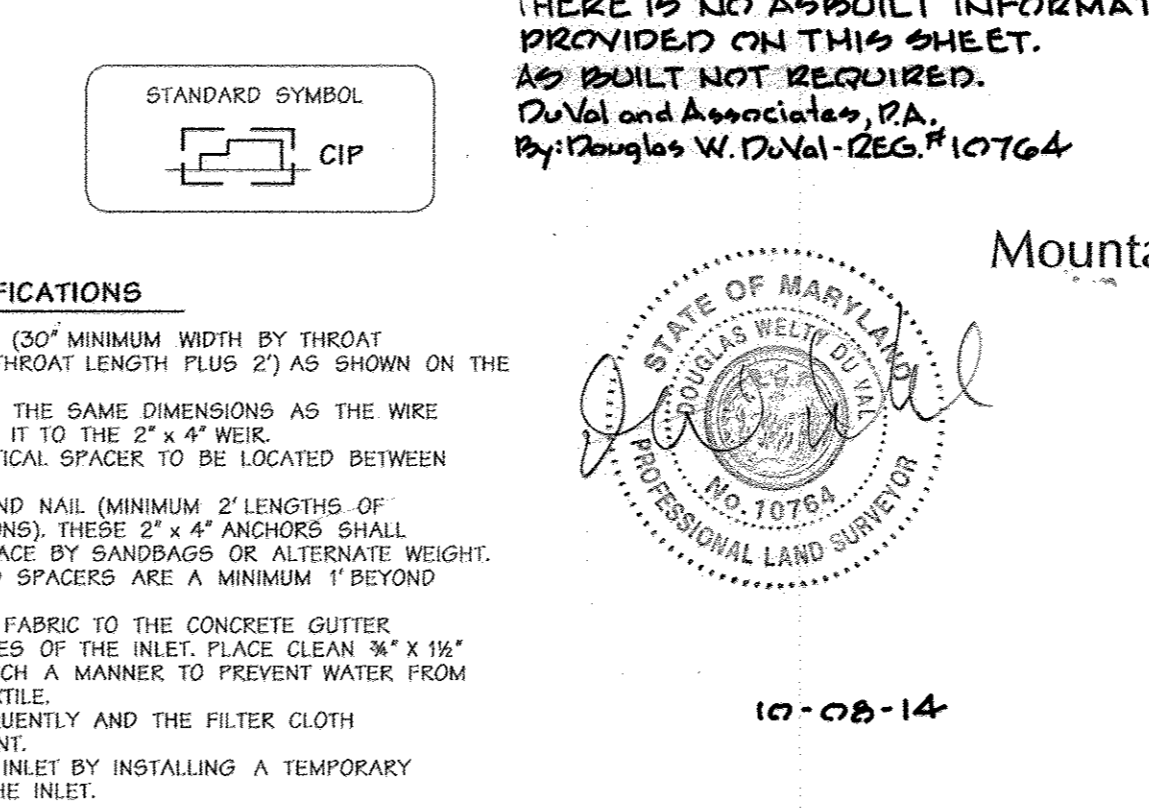 THERE IS NO ASBUILT INFORMAT
PROVIDED ON THIS SHEET.
AS BUILT NOT REQUIRED.
DuVal and Associates, P.A.
By: Douglas W. DuVal - REG.# 10764
STANDARD SYMBOL
CIP
Mounta
FICATIONS
(30" MINIMUM WIDTH BY THROAT
THROAT LENGTH PLUS 2') AS SHOWN ON THE
THE SAME DIMENSIONS AS THE WIRE
IT TO THE 2" x 4" WEIR.
TICAL SPACER TO BE LOCATED BETWEEN
ND NAIL (MINIMUM 2' LENGTHS OF
ONS). THESE 2" x 4" ANCHORS SHALL
ACE BY SANDBAGS OR ALTERNATE WEIGHT.
SPACERS ARE A MINIMUM 1' BEYOND
FABRIC TO THE CONCRETE GUTTER
ES OF THE INLET. PLACE CLEAN ¾" X 1½"
CH A MANNER TO PREVENT WATER FROM
XTILE.
UENTLY AND THE FILTER CLOTH
NT.
INLET BY INSTALLING A TEMPORARY
HE INLET.
STATE OF MARYLAND
DOUGLAS WELTY DU VAL
No. 10764
PROFESSIONAL LAND SURVEYOR
10-08-14